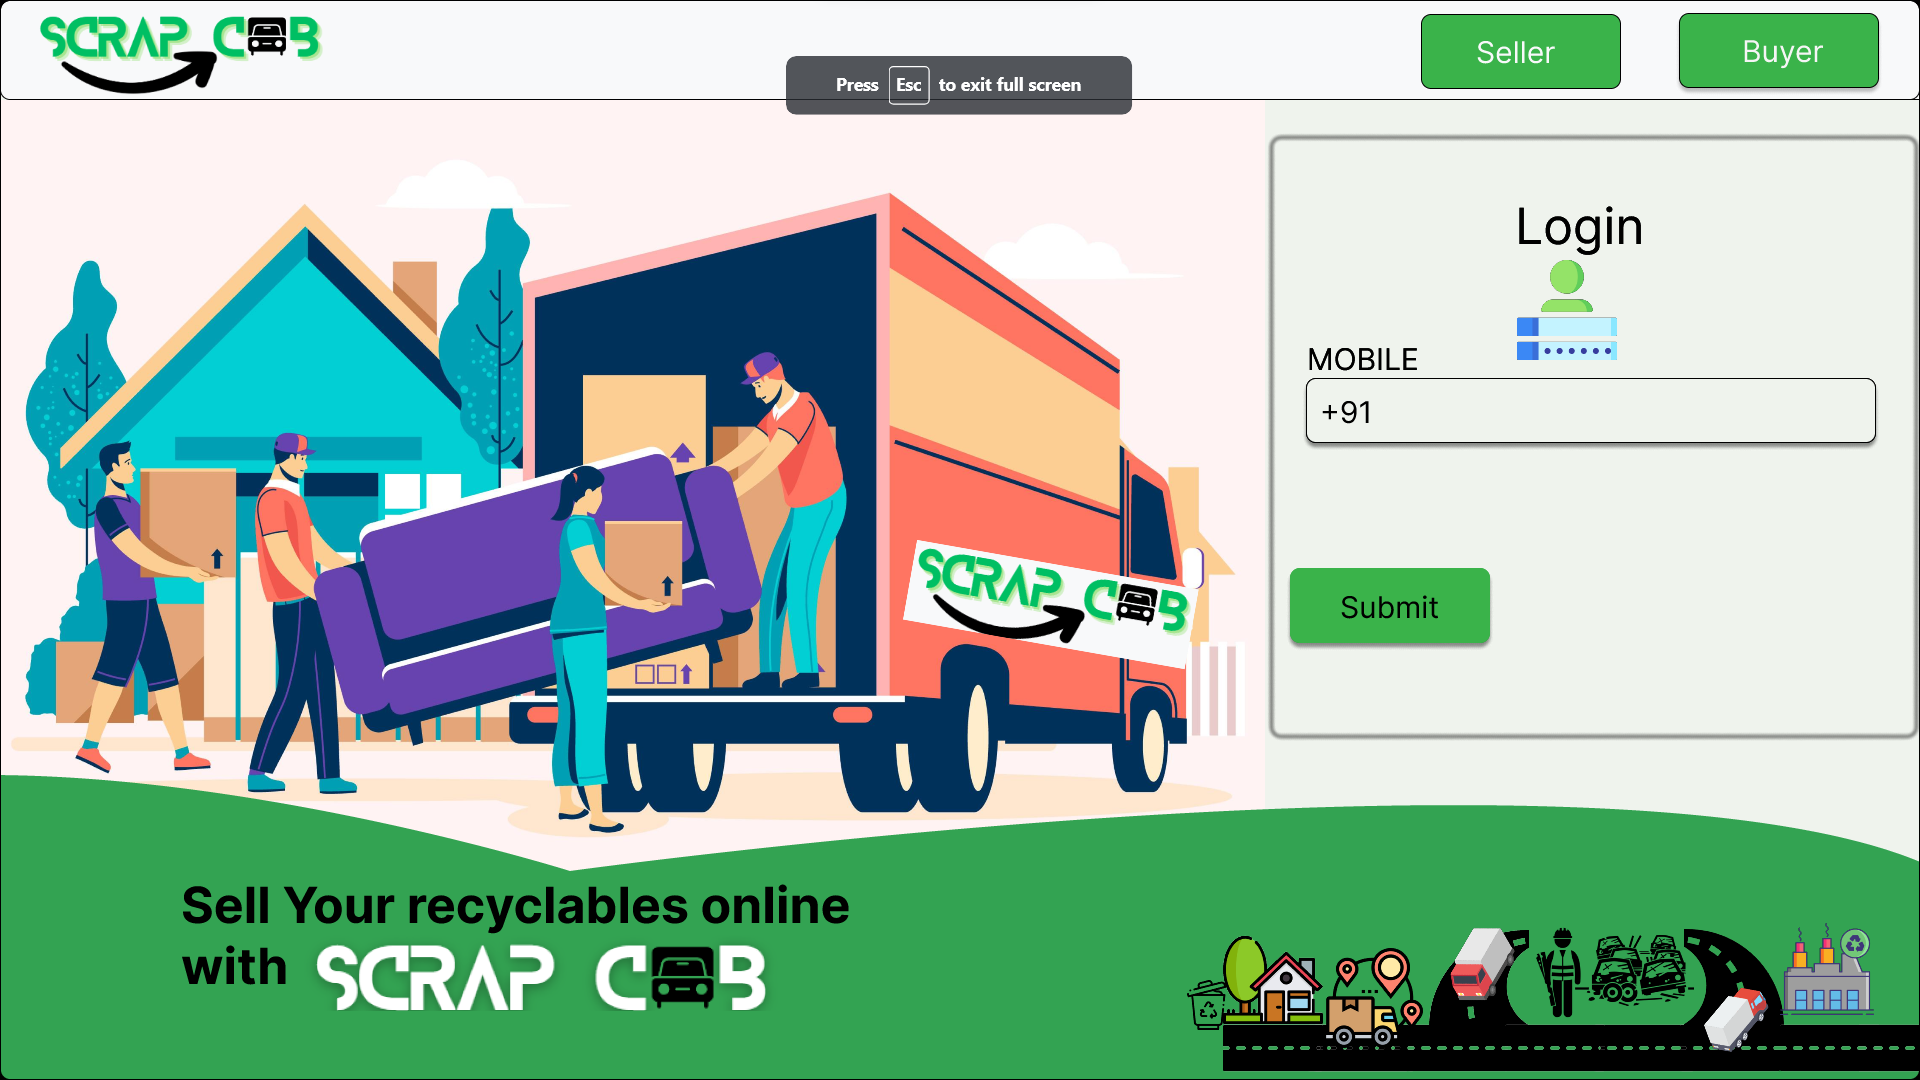 SCRAP CAB
Seller
Buyer
Press Esc to exit full screen
Login
MOBILE
+91
SCRAP CAB
Submit
Sell Your recyclables online
with SCRAP CAB